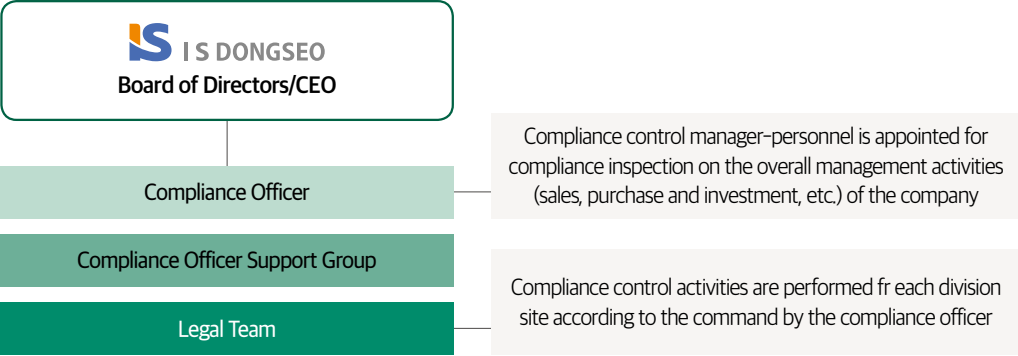 IS I S DONGSEO
Board of Directors/CEO
Compliance control manager-personnel is appointed for
compliance inspection on the overall management activities
(sales, purchase and investment, etc.) of the company
Compliance Officer
Compliance Officer Support Group
Compliance control activities are performed fr each division
site according to the command by the compliance officer
Legal Team